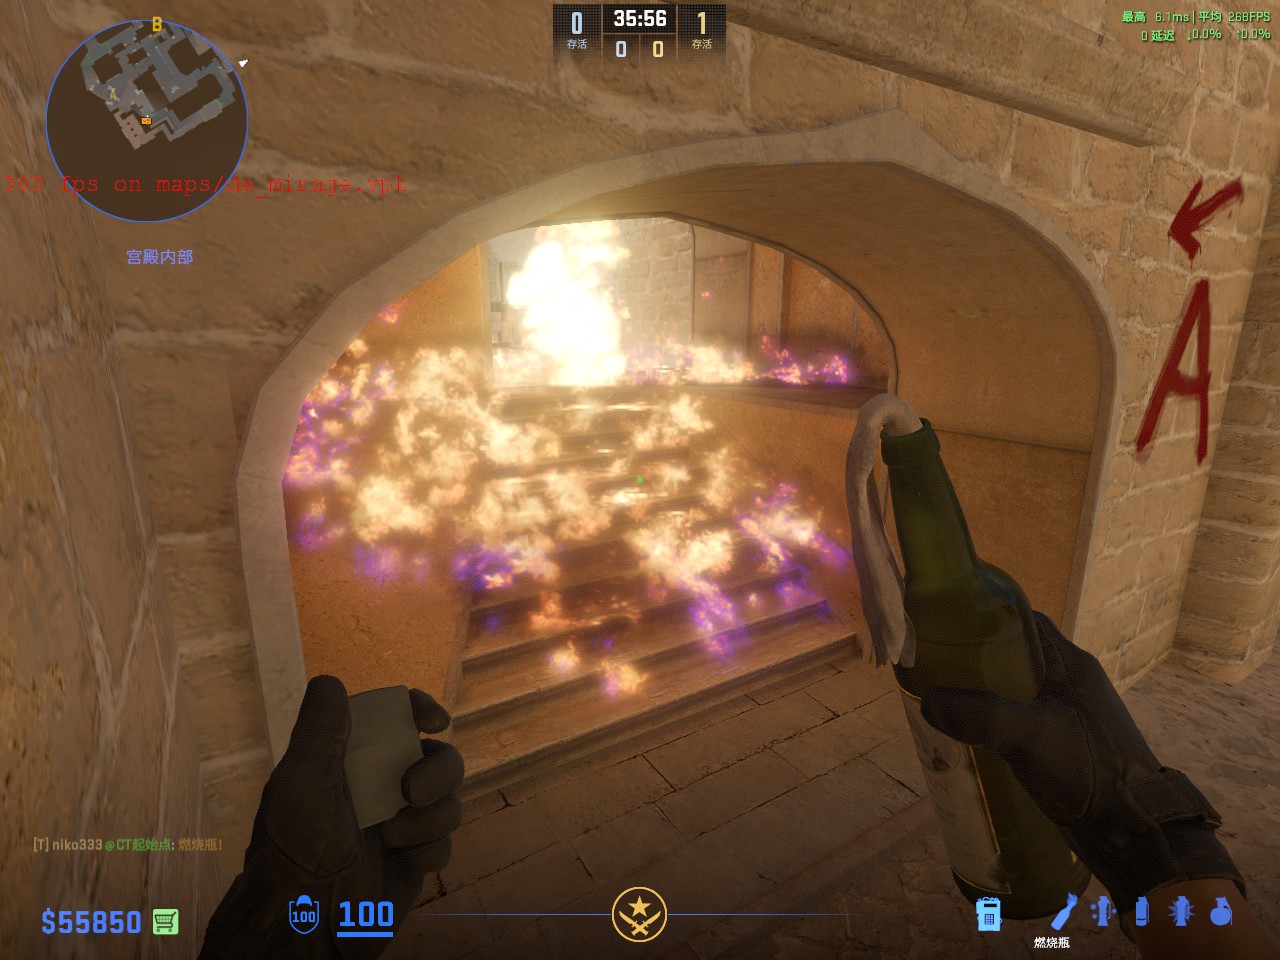 B
A
0
存活
35:56
0
0
1
存活
最高 6.1ms | 平均 268FPS
0 延迟 ↓0.0% ↑0.0%
303 fps on maps/de_mirage.vpk
宫殿内部
A
[T] niko333@CT起始点: 燃烧瓶!
$55850
100
100
燃烧瓶